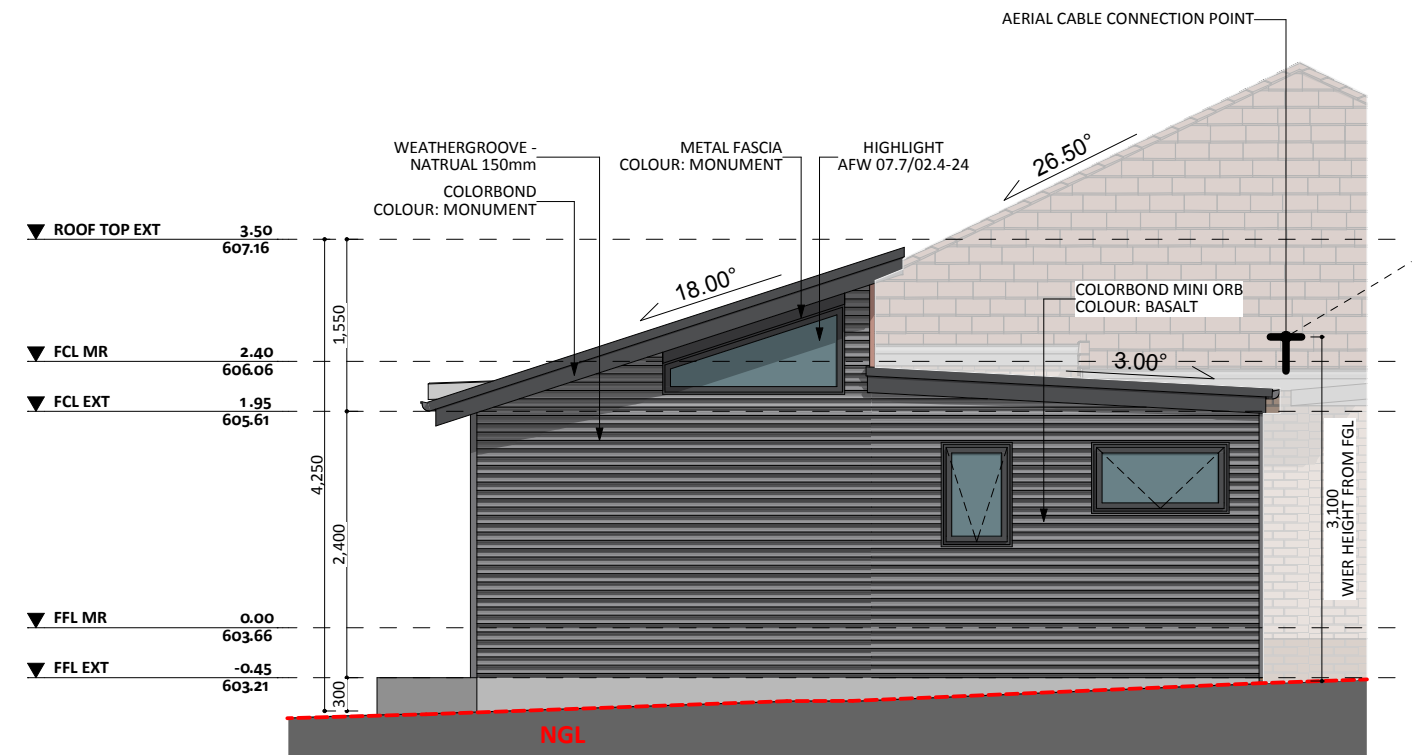 AERIAL CABLE CONNECTION POINT
26.50°
WEATHERGROOVE -
NATRUAL 150mm
METAL FASCIA
COLOUR: MONUMENT
HIGHLIGHT
AFW 07.7/02.4-24
COLORBOND
COLOUR: MONUMENT
ROOF TOP EXT 3.50
607.16
18.00°
COLORBOND MINI ORB
COLOUR: BASALT
1,550
FCL MR 2.40
606.06
3.00°
FCL EXT 1.95
605.61
4,250
2,400
3,100
WIER HEIGHT FROM FGL
FFL MR 0.00
603.66
FFL EXT -0.45
603.21
300
NGL